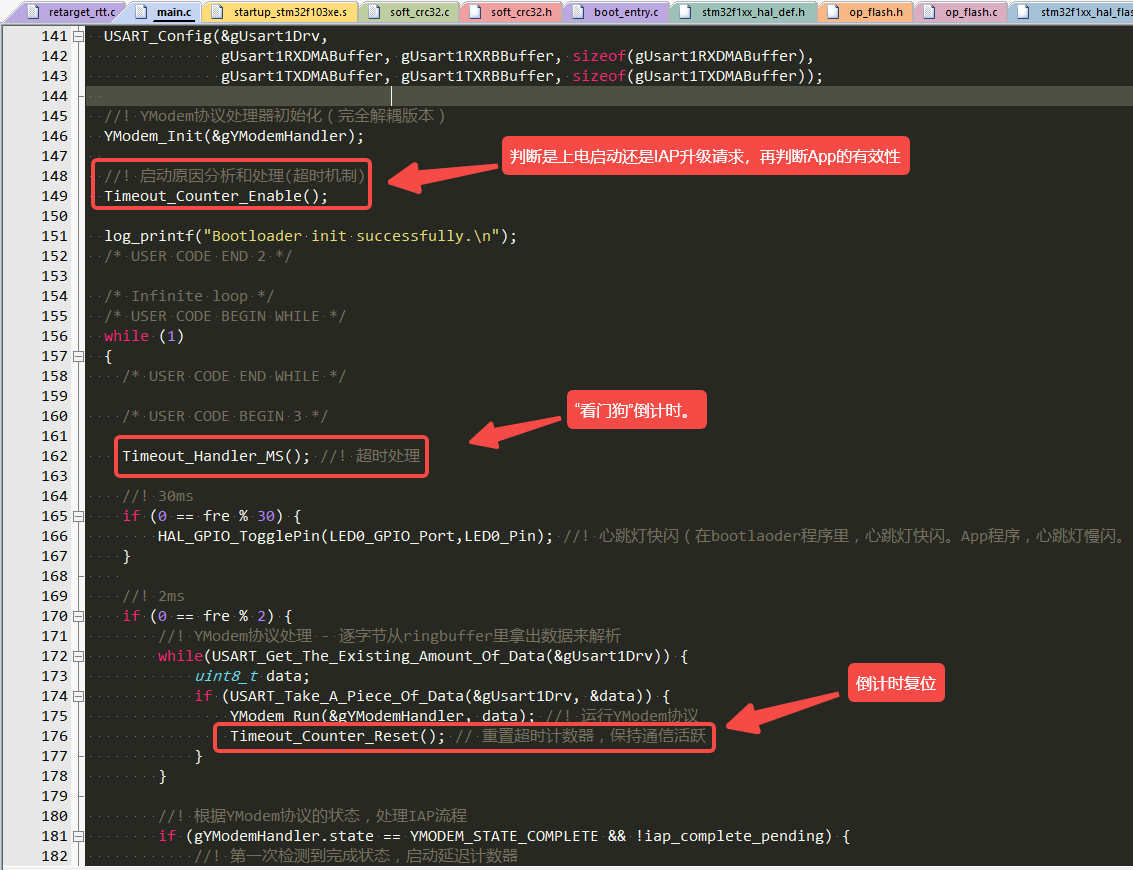 retarget_rtt.c main.c startup_stm32f103xe.s soft_crc32.c soft_crc32.h boot_entry.c stm32f1xx_hal_def.h op_flash.h op_flash.c stm32f1xx_hal_flas
141 USART_Config(&gUsart1Drv,
142 gUsart1RXDMABuffer, gUsart1RXRBBuffer, sizeof(gUsart1RXDMABuffer),
143 gUsart1TXDMABuffer, gUsart1TXRBBuffer, sizeof(gUsart1TXDMABuffer));
144
145 //! YModem协议处理器初始化(完全解耦版本)
146 YModem_Init(&gYModemHandler);
147
判断是上电启动还是IAP升级请求，再判断App的有效性
148 //! 启动原因分析和处理(超时机制)
149 Timeout_Counter_Enable();
150
151 log_printf("Bootloader init successfully.\n");
152 /* USER CODE END 2 */
153
154 /* Infinite loop */
155 /* USER CODE BEGIN WHILE */
156 while (1)
157 {
158 /* USER CODE END WHILE */
159
160 /* USER CODE BEGIN 3 */
“看门狗”倒计时。
161
162 Timeout_Handler_MS(); //! 超时处理
163
164 //! 30ms
165 if (0 == fre % 30) {
166 HAL_GPIO_TogglePin(LED0_GPIO_Port,LED0_Pin); //! 心跳灯快闪(在bootlaoder程序里，心跳灯快闪。App程序，心跳灯慢闪。
167 }
168
169 //! 2ms
170 if (0 == fre % 2) {
171 //! YModem协议处理 - 逐字节从ringbuffer里拿出数据来解析
172 while(USART_Get_The_Existing_Amount_Of_Data(&gUsart1Drv)) {
173 uint8_t data;
倒计时复位
174 if (USART_Take_A_Piece_Of_Data(&gUsart1Drv, &data)) {
175 YModem_Run(&gYModemHandler, data); //! 运行YModem协议
176 Timeout_Counter_Reset(); // 重置超时计数器，保持通信活跃
177 }
178 }
179
180 //! 根据YModem协议的状态，处理IAP流程
181 if (gYModemHandler.state == YMODEM_STATE_COMPLETE && !iap_complete_pending) {
182 //! 第一次检测到完成状态，启动延迟计数器